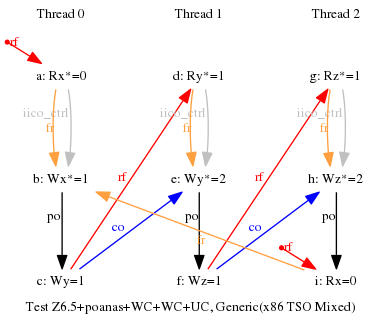 Thread 0 Thread 1 Thread 2
rf
a: Rx*=0 d: Ry*=1 g: Rz*=1
iico_ctrl iico_ctrl iico_ctrl
fr fr fr
b: Wx*=1 rf e: Wy*=2 rf h: Wz*=2
po po po
co co
fr rf
c: Wy=1 f: Wz=1 i: Rx=0
Test Z6.5+poanas+WC+WC+UC, Generic(x86 TSO Mixed)